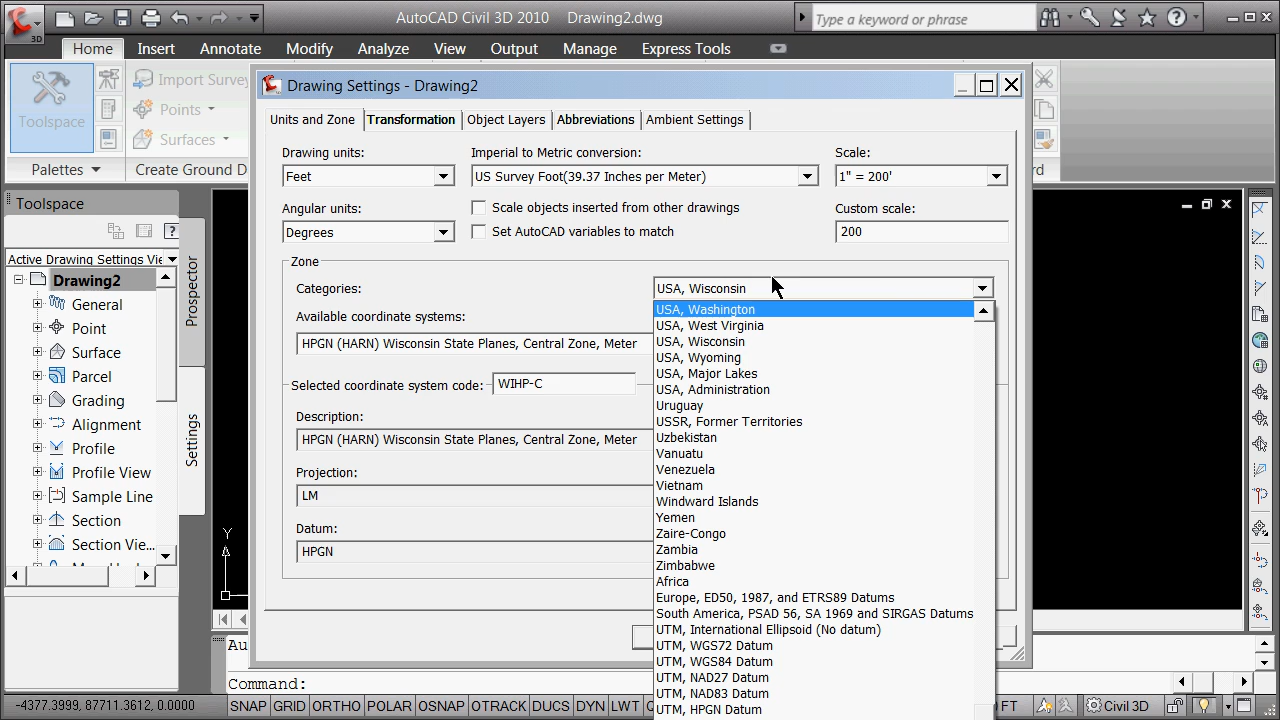 AutoCAD Civil 3D 2010 Drawing2.dwg
Type a keyword or phrase
3D
Home Insert Annotate Modify Analyze View Output Manage Express Tools
Toolspace
Import Survey
Points
Surfaces
Palettes
Create Ground D
Drawing Settings - Drawing2
Units and Zone Transformation Object Layers Abbreviations Ambient Settings
Drawing units: Imperial to Metric conversion: Scale:
Feet US Survey Foot(39.37 Inches per Meter) 1" = 200'
Angular units: Scale objects inserted from other drawings Custom scale:
Degrees Set AutoCAD variables to match 200
Zone
Categories: USA, Wisconsin
Available coordinate systems:
HPGN (HARN) Wisconsin State Planes, Central Zone, Meter
Selected coordinate system code: WIHP-C
Description:
HPGN (HARN) Wisconsin State Planes, Central Zone, Meter
Projection:
LM
Datum:
HPGN
USA, Washington
USA, West Virginia
USA, Wisconsin
USA, Wyoming
USA, Major Lakes
USA, Administration
Uruguay
USSR, Former Territories
Uzbekistan
Vanuatu
Venezuela
Vietnam
Windward Islands
Yemen
Zaire-Congo
Zambia
Zimbabwe
Africa
Europe, ED50, 1987, and ETRS89 Datums
South America, PSAD 56, SA 1969 and SIRGAS Datums
UTM, International Ellipsoid (No datum)
UTM, WGS72 Datum
UTM, WGS84 Datum
UTM, NAD27 Datum
UTM, NAD83 Datum
UTM, HPGN Datum
Toolspace
Active Drawing Settings Vie
Drawing2
General
Point
Surface
Parcel
Grading
Alignment
Profile
Profile View
Sample Line
Section
Section Vie...
Prospector
Settings
Y
Au
Command:
-4377.3999, 87711.3612, 0.0000 SNAP GRID ORTHO POLAR OSNAP OTRACK DUCS DYN LWT FT Civil 3D